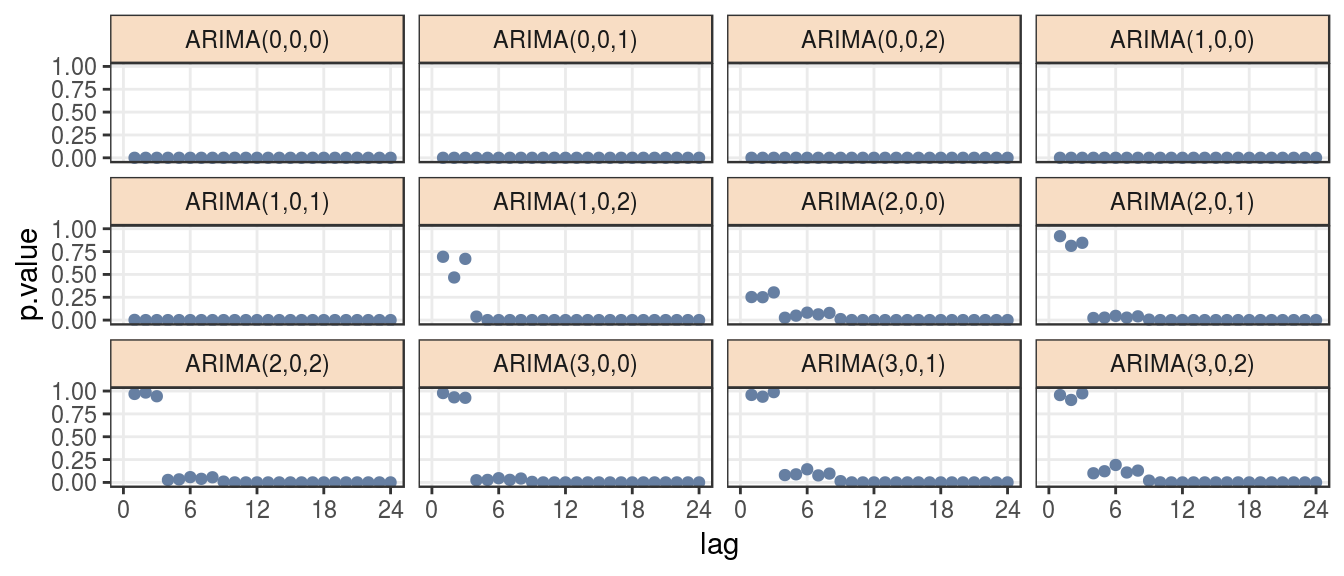 ARIMA(0,0,0) ARIMA(0,0,1) ARIMA(0,0,2) ARIMA(1,0,0)
1.00
0.75
0.50
0.25
0.00
ARIMA(1,0,1) ARIMA(1,0,2) ARIMA(2,0,0) ARIMA(2,0,1)
1.00
0.75
0.50
0.25
0.00
p.value
ARIMA(2,0,2) ARIMA(3,0,0) ARIMA(3,0,1) ARIMA(3,0,2)
1.00
0.75
0.50
0.25
0.00
0 6 12 18 24 0 6 12 18 24 0 6 12 18 24 0 6 12 18 24
lag